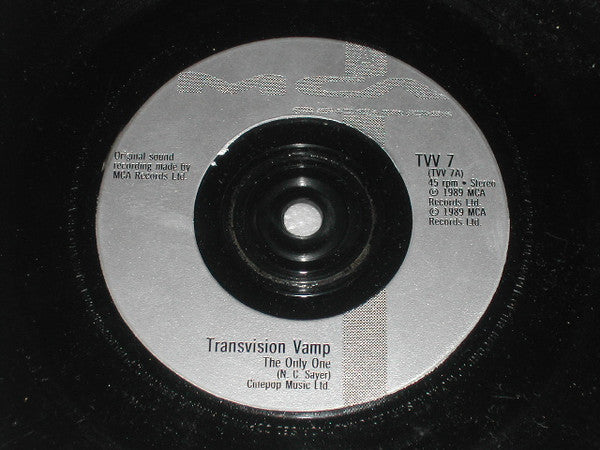 MCA
Original sound
recording made by
MCA Records Ltd.
TVV 7
(TVV 7A)
45 rpm • Stereo
℗ 1989 MCA
Records Ltd.
© 1989 MCA
Records Ltd
Transvision Vamp
The Only One
(N. C. Sayer)
Cinepop Music Ltd.